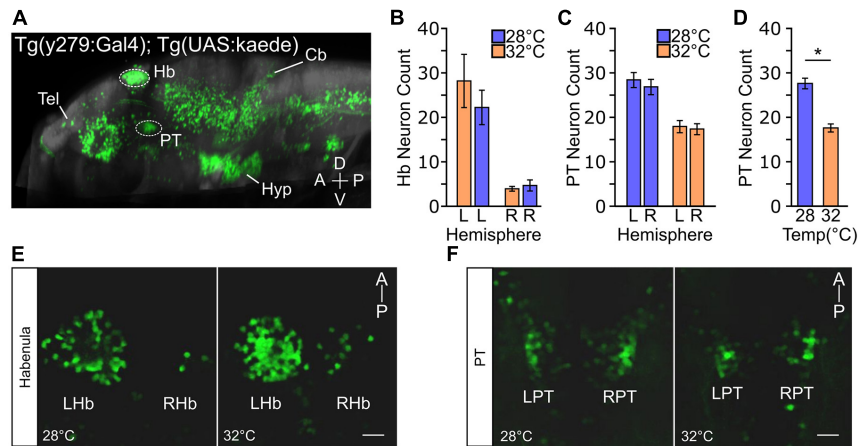 A
Tg(y279:Gal4); Tg(UAS:kaede)
Hb
Cb
Tel
PT
Hyp
D
A P
V
B
28°C
32°C
Hb Neuron Count
40
30
20
10
0
L L R R
Hemisphere
C
28°C
32°C
PT Neuron Count
40
30
20
10
0
L R L R
Hemisphere
D
*
PT Neuron Count
40
30
20
10
0
28 32
Temp(°C)
E
Habenula
LHb RHb
28°C
A
P
LHb RHb
32°C
F
PT
LPT RPT
28°C
A
P
LPT RPT
32°C